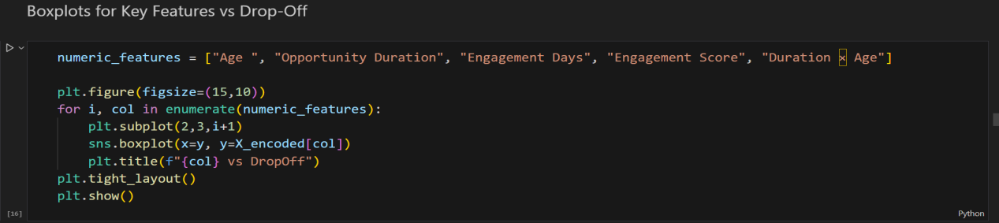 Boxplots for Key Features vs Drop-Off
numeric_features = ["Age ", "Opportunity Duration", "Engagement Days", "Engagement Score", "Duration × Age"]
plt.figure(figsize=(15,10))
for i, col in enumerate(numeric_features):
    plt.subplot(2,3,i+1)
    sns.boxplot(x=y, y=X_encoded[col])
    plt.title(f"{col} vs DropOff")
plt.tight_layout()
plt.show()
[16]
Python